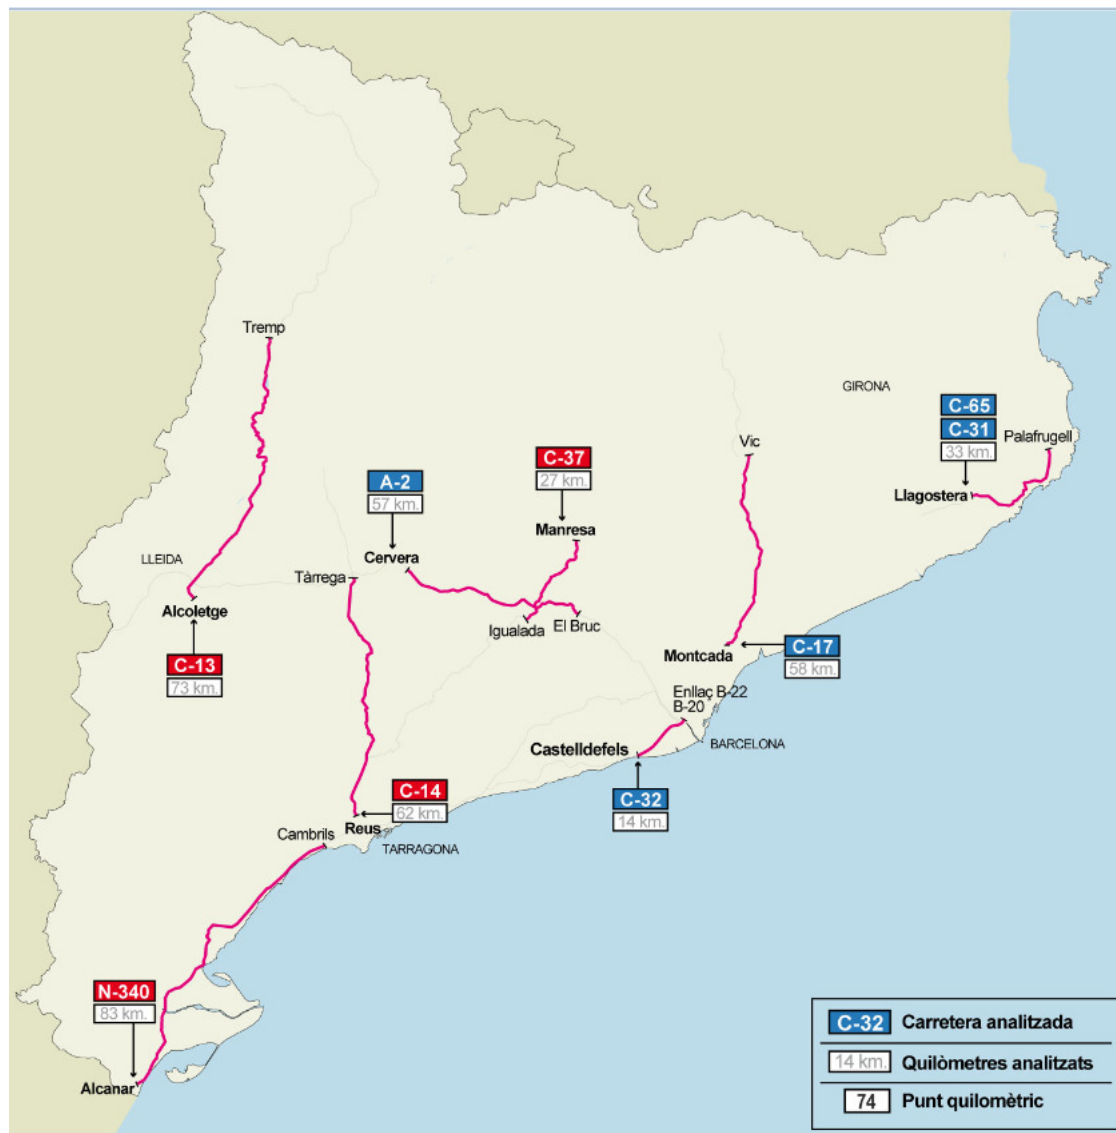 Tremp
GIRONA
C-65
C-31
33 km.
Palafrugell
Llagostera
Vic
C-37
27 km.
Manresa
A-2
57 km.
Cervera
LLEIDA
Tàrrega
Alcoletge
C-13
73 km.
Igualada
El Bruc
Montcada
C-17
58 km.
Enllaç B-22
B-20
BARCELONA
Castelldefels
C-32
14 km.
C-14
62 km.
Reus
Cambrils
TARRAGONA
N-340
83 km.
Alcanar
C-32 Carretera analitzada
14 km. Quilòmetres analitzats
74 Punt quilomètric